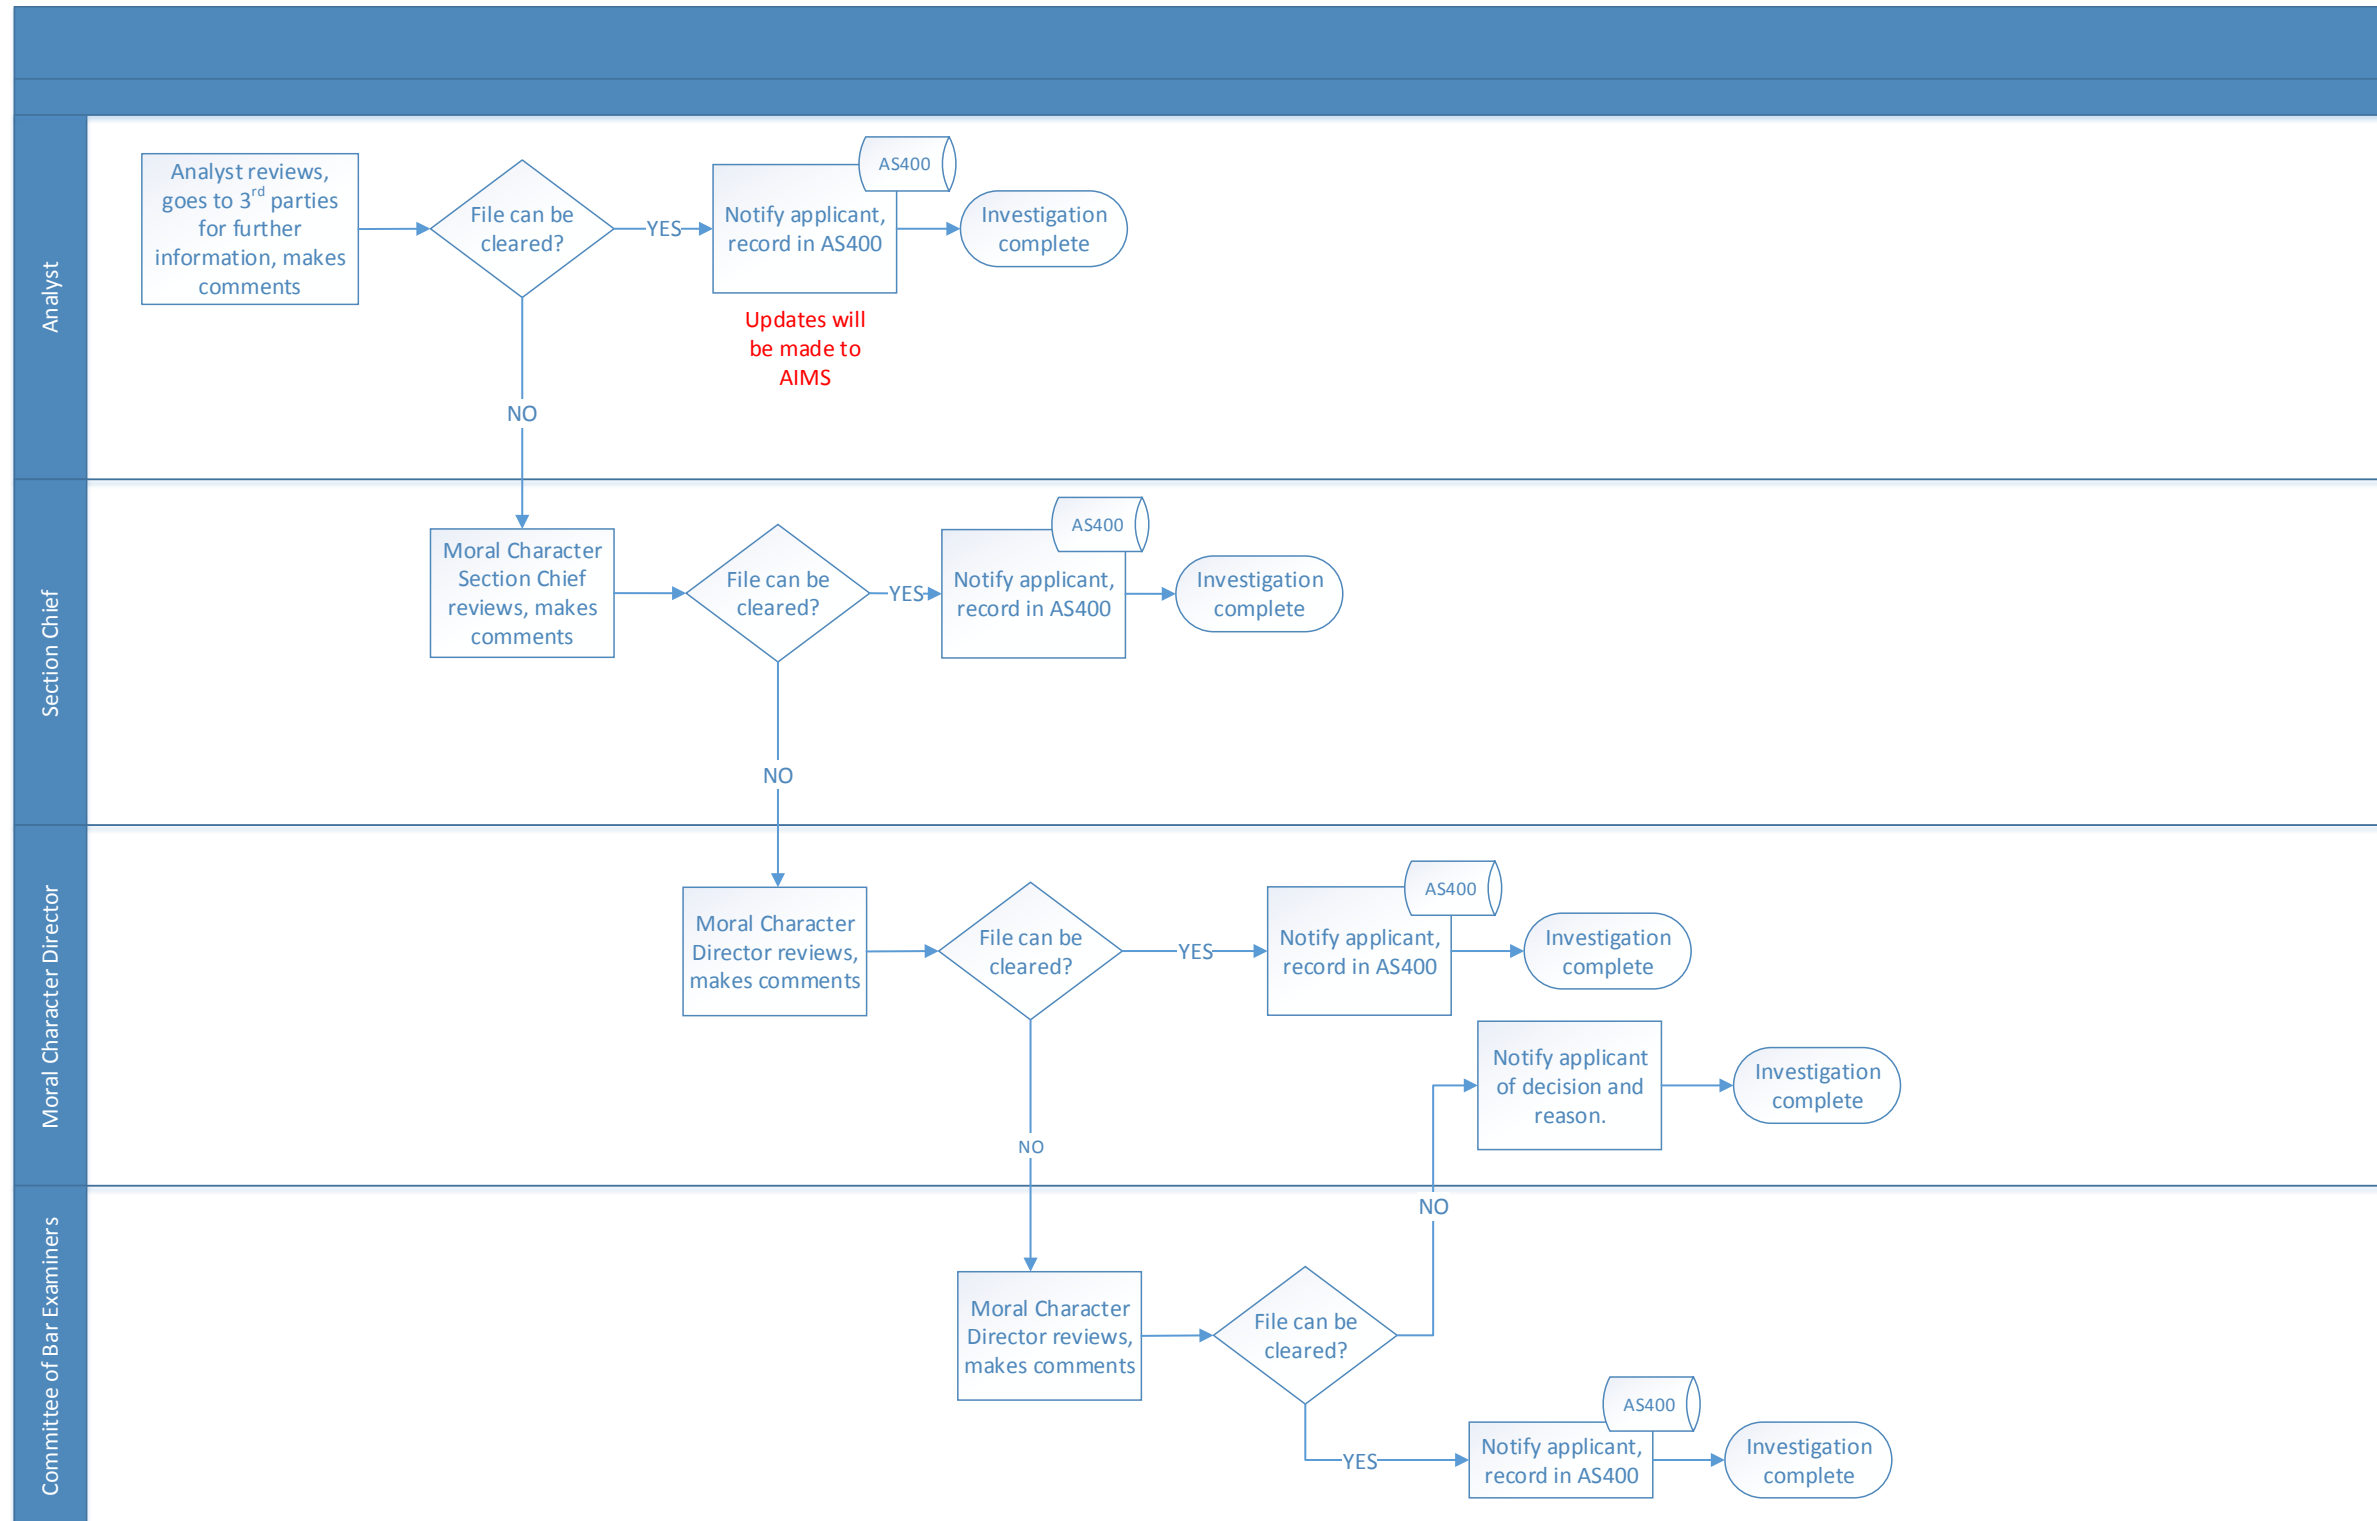 Analyst
Analyst reviews,
goes to 3rd parties
for further
information, makes
comments
File can be
cleared?
YES
AS400
Notify applicant,
record in AS400
Investigation
complete
Updates will
be made to
AIMS
NO
Section Chief
Moral Character
Section Chief
reviews, makes
comments
File can be
cleared?
YES
AS400
Notify applicant,
record in AS400
Investigation
complete
NO
Moral Character Director
Moral Character
Director reviews,
makes comments
File can be
cleared?
YES
AS400
Notify applicant,
record in AS400
Investigation
complete
Notify applicant
of decision and
reason.
Investigation
complete
NO
Committee of Bar Examiners
NO
Moral Character
Director reviews,
makes comments
File can be
cleared?
YES
AS400
Notify applicant,
record in AS400
Investigation
complete